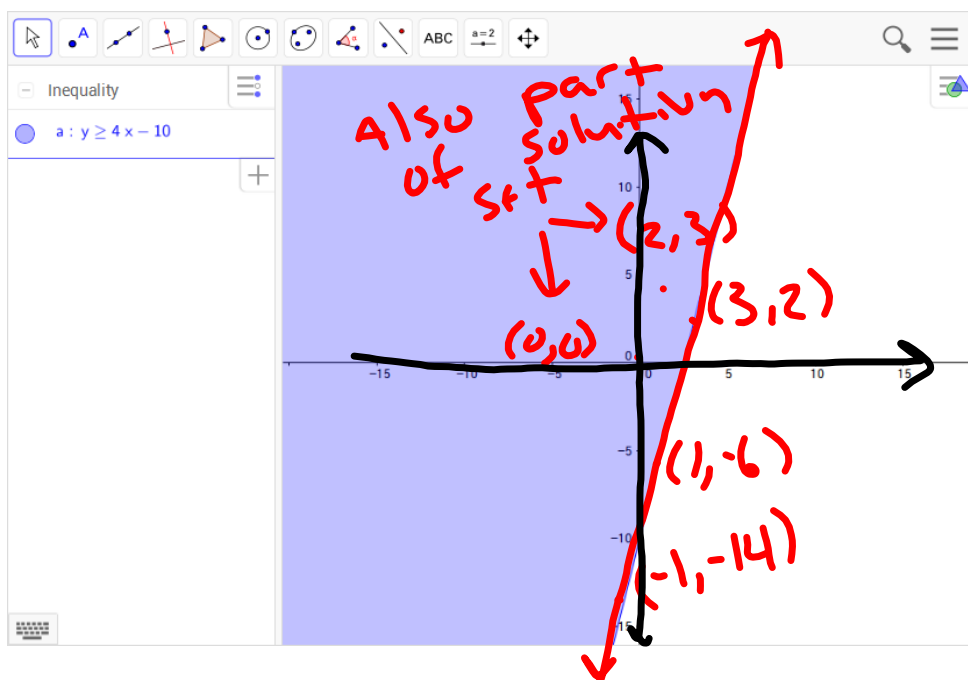 ABC
a=2
Inequality
a : y ≥ 4 x − 10
Also part
of solution
set
(2,3)
(3,2)
(0,0)
(1,-6)
(-1,-14)
15
10
5
0
−15
−10
−5
0
5
10
15
−5
−10
−15